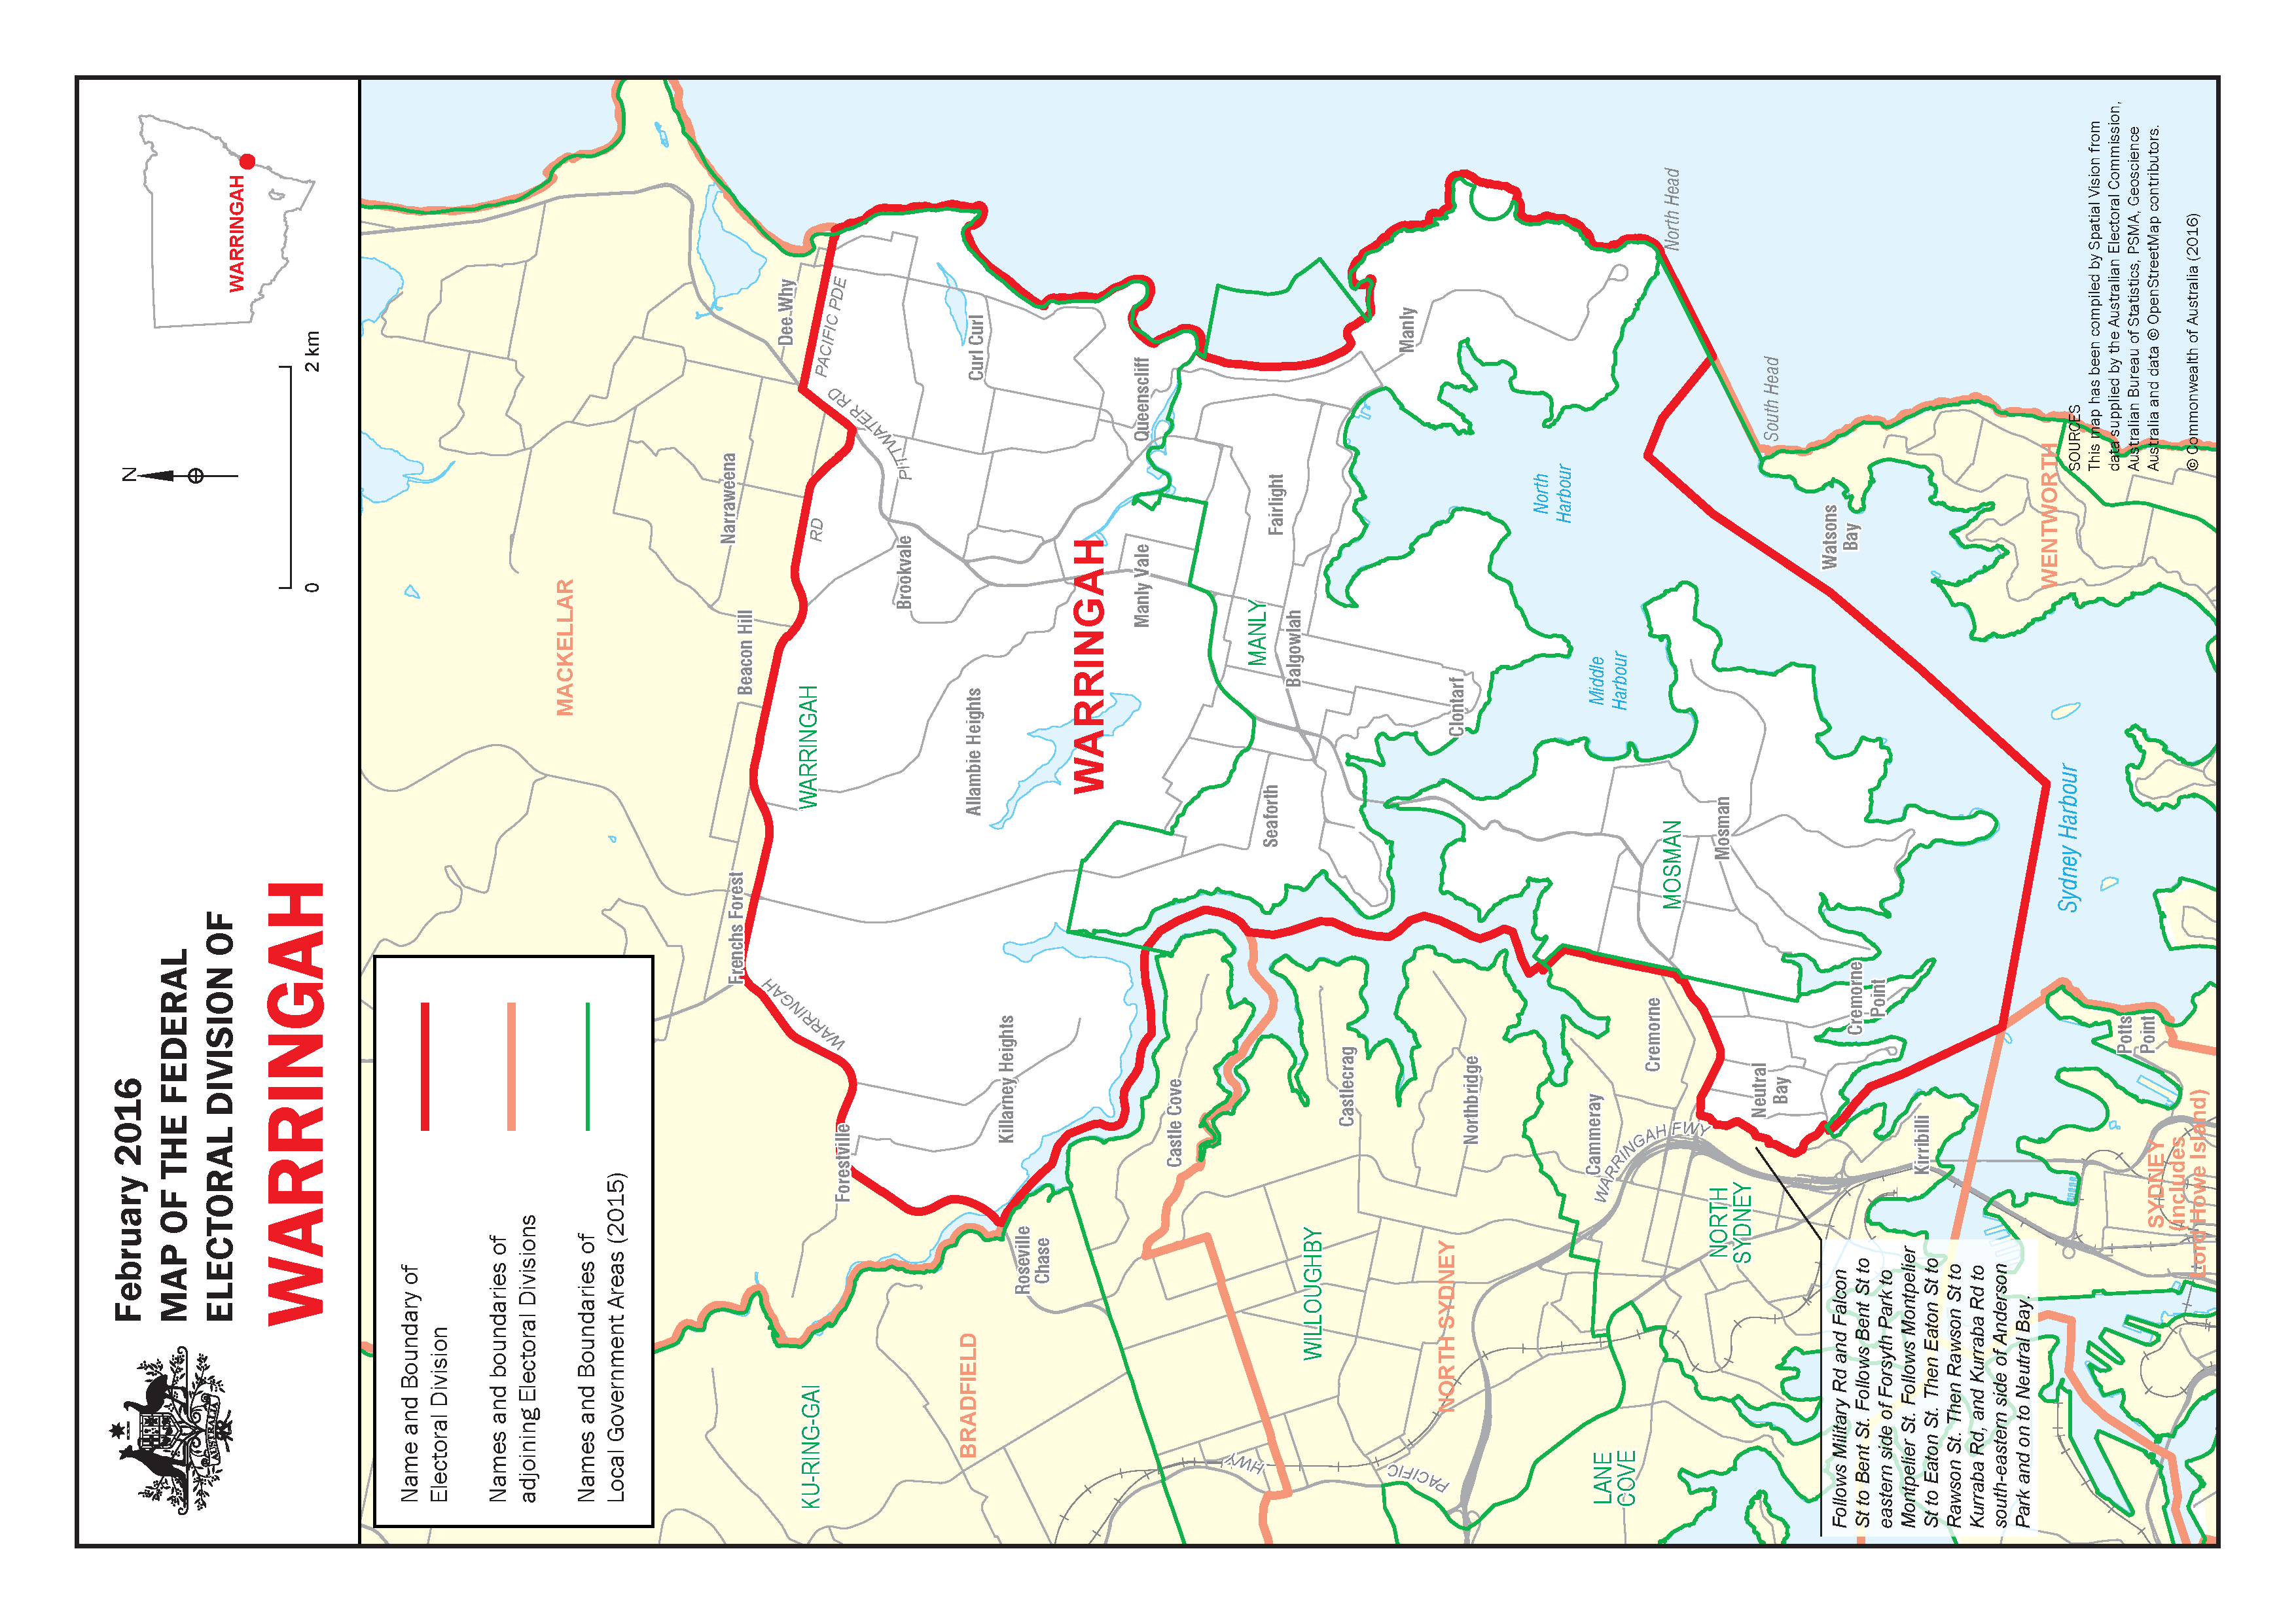 February 2016
MAP OF THE FEDERAL
ELECTORAL DIVISION OF
WARRINGAH
AUSTRALIA
N
0
2 km
WARRINGAH
Name and Boundary of
Electoral Division
Names and boundaries of
adjoining Electoral Divisions
Names and Boundaries of
Local Government Areas (2015)
MACKELLAR
Narraweena
Beacon Hill
Frenchs Forest
Dee Why
PACIFIC PDE
PITTWATER RD
RD
WARRINGAH
WARRINGAH
Forestville
KU-RING-GAI
Brookvale
Curl Curl
Allambie Heights
Killarney Heights
BRADFIELD
Roseville
Chase
WARRINGAH
Queenscliff
Manly Vale
Castle Cove
MANLY
Fairlight
Balgowlah
Seaforth
WILLOUGHBY
Castlecrag
Manly
Clontarf
Northbridge
NORTH SYDNEY
PACIFIC
HWY
North
Harbour
Middle
Harbour
Cammeray
WARRINGAH FWY
LANE
COVE
North Head
MOSMAN
Mosman
Cremorne
NORTH
SYDNEY
Neutral
Bay
South Head
Watsons
Bay
Cremorne
Point
Kirribilli
WENTWORTH
Sydney Harbour
Potts
Point
SYDNEY
(includes
Lord Howe Island)
Follows Military Rd and Falcon
St to Bent St. Follows Bent St to
eastern side of Forsyth Park to
Montpelier St. Follows Montpelier
St to Eaton St. Then Eaton St to
Rawson St. Then Rawson St to
Kurraba Rd, and Kurraba Rd to
south-eastern side of Anderson
Park and on to Neutral Bay.
SOURCES
This map has been compiled by Spatial Vision from
data supplied by the Australian Electoral Commission,
Australian Bureau of Statistics, PSMA, Geoscience
Australia and data © OpenStreetMap contributors.
© Commonwealth of Australia (2016)